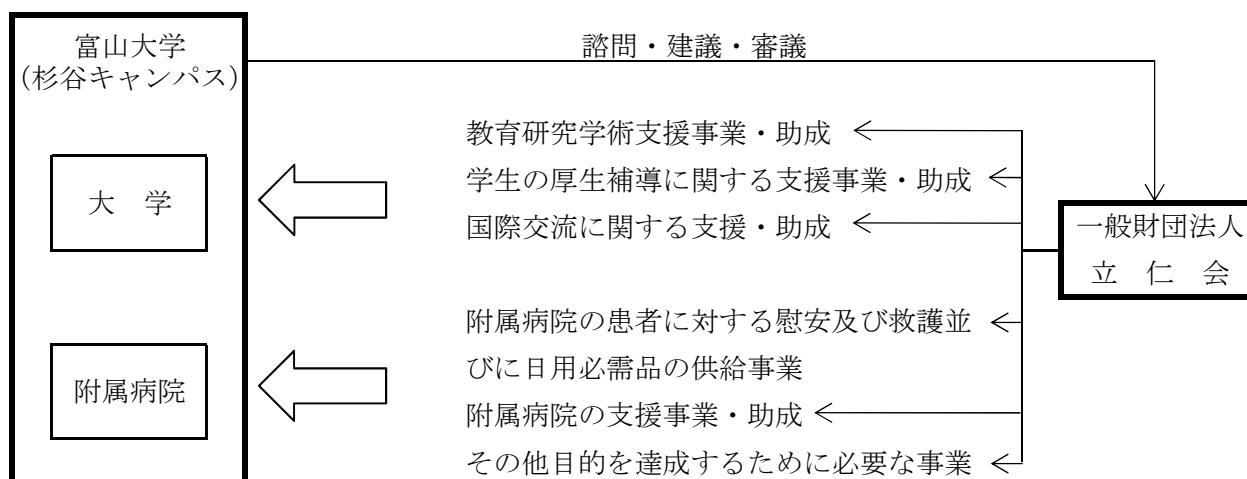 富山大学
(杉谷キャンパス)
諮問・建議・審議
大 学
教育研究学術支援事業・助成
学生の厚生補導に関する支援事業・助成
国際交流に関する支援・助成
一般財団法人
立 仁 会
附属病院
附属病院の患者に対する慰安及び救護並
びに日用必需品の供給事業
附属病院の支援事業・助成
その他目的を達成するために必要な事業